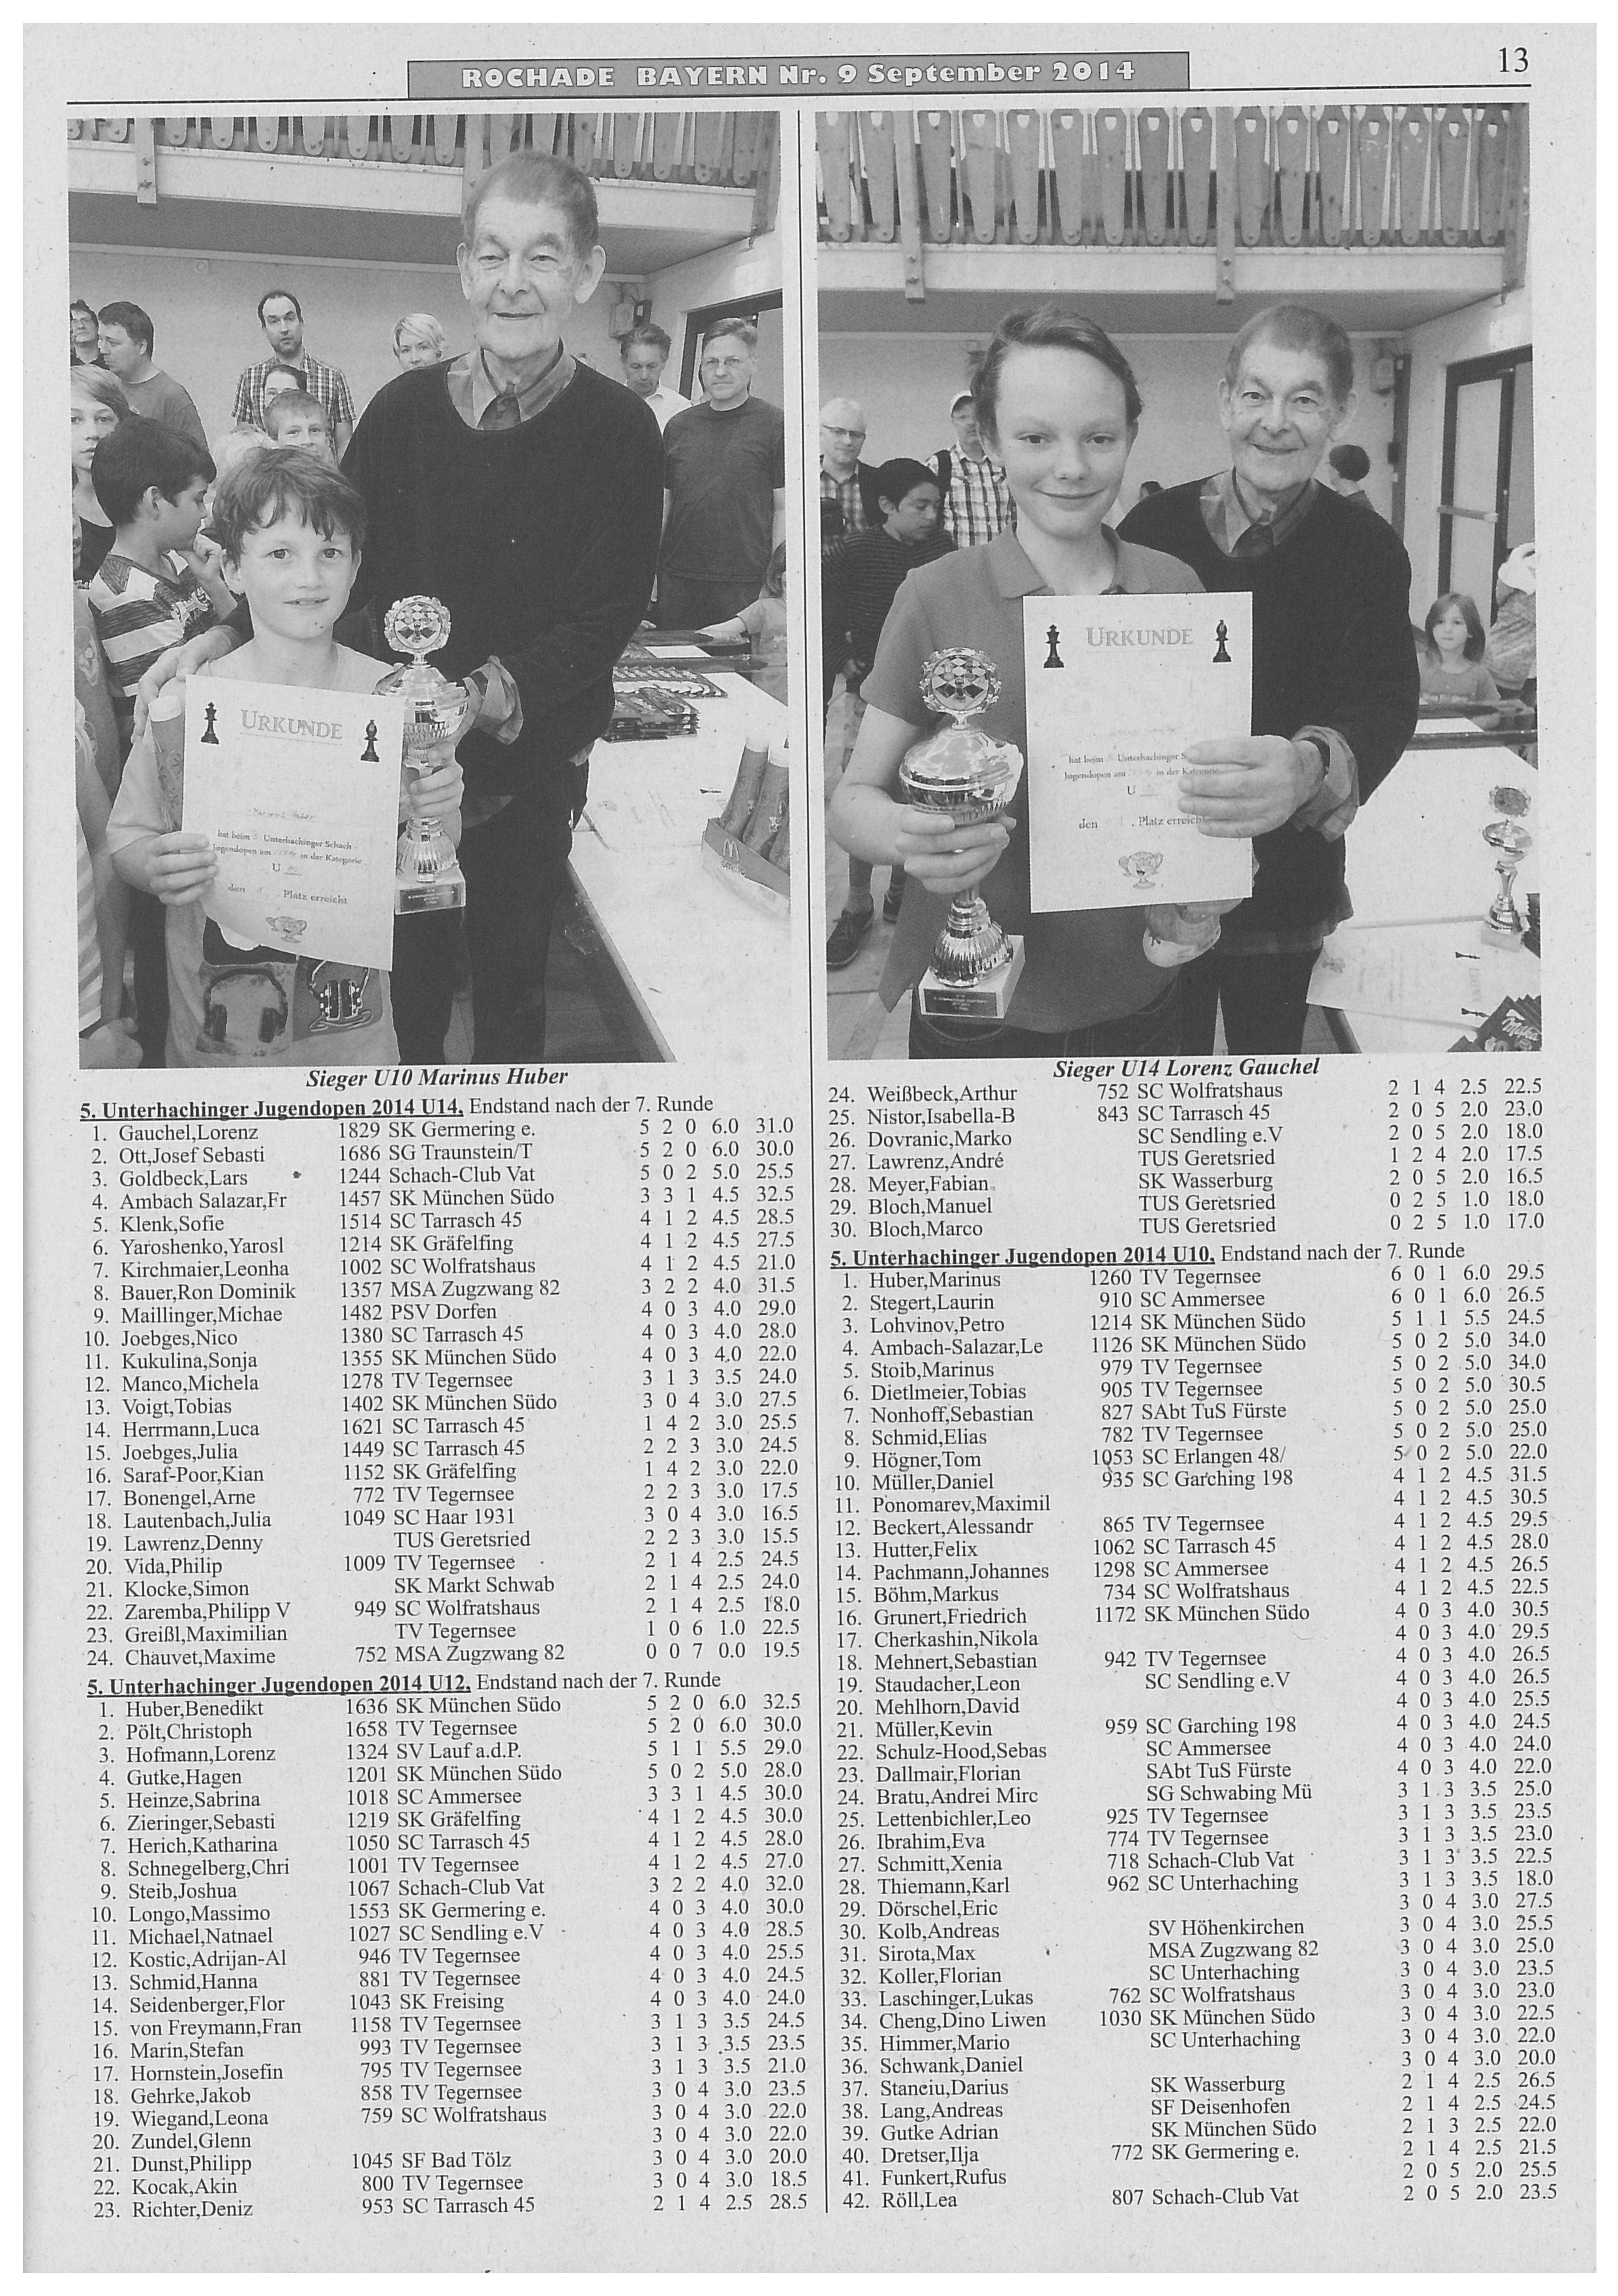 ROCHADE BAYERN Nr. 9 September 2014
13
URKUNDE
hat beim 5. Unterhachinger Schach
Jugendopen am in der Kategorie
U
den Platz erreicht
URKUNDE
hat beim 5. Unterhachinger
Jugendopen am in der Kategorie
U
den . Platz erreicht
Sieger U10 Marinus Huber
5. Unterhachinger Jugendopen 2014 U14, Endstand nach der 7. Runde
1. Gauchel,Lorenz 1829 SK Germering e. 5 2 0 6.0 31.0
2. Ott,Josef Sebasti 1686 SG Traunstein/T 5 2 0 6.0 30.0
3. Goldbeck,Lars 1244 Schach-Club Vat 5 0 2 5.0 25.5
4. Ambach Salazar,Fr 1457 SK München Südo 3 3 1 4.5 32.5
5. Klenk,Sofie 1514 SC Tarrasch 45 4 1 2 4.5 28.5
6. Yaroshenko,Yarosl 1214 SK Gräfelfing 4 1 2 4.5 27.5
7. Kirchmaier,Leonha 1002 SC Wolfratshaus 4 1 2 4.5 21.0
8. Bauer,Ron Dominik 1357 MSA Zugzwang 82 3 2 2 4.0 31.5
9. Maillinger,Michae 1482 PSV Dorfen 4 0 3 4.0 29.0
10. Joebges,Nico 1380 SC Tarrasch 45 4 0 3 4.0 28.0
11. Kukulina,Sonja 1355 SK München Südo 4 0 3 4.0 22.0
12. Manco,Michela 1278 TV Tegernsee 3 1 3 3.5 24.0
13. Voigt,Tobias 1402 SK München Südo 3 0 4 3.0 27.5
14. Herrmann,Luca 1621 SC Tarrasch 45 1 4 2 3.0 25.5
15. Joebges,Julia 1449 SC Tarrasch 45 2 2 3 3.0 24.5
16. Saraf-Poor,Kian 1152 SK Gräfelfing 1 4 2 3.0 22.0
17. Bonengel,Arne 772 TV Tegernsee 2 2 3 3.0 17.5
18. Lautenbach,Julia 1049 SC Haar 1931 3 0 4 3.0 16.5
19. Lawrenz,Denny TUS Geretsried 2 2 3 3.0 15.5
20. Vida,Philip 1009 TV Tegernsee 2 1 4 2.5 24.5
21. Klocke,Simon SK Markt Schwab 2 1 4 2.5 24.0
22. Zaremba,Philipp V 949 SC Wolfratshaus 2 1 4 2.5 18.0
23. Greißl,Maximilian TV Tegernsee 1 0 6 1.0 22.5
24. Chauvet,Maxime 752 MSA Zugzwang 82 0 0 7 0.0 19.5
5. Unterhachinger Jugendopen 2014 U12, Endstand nach der 7. Runde
1. Huber,Benedikt 1636 SK München Südo 5 2 0 6.0 32.5
2. Pölt,Christoph 1658 TV Tegernsee 5 2 0 6.0 30.0
3. Hofmann,Lorenz 1324 SV Lauf a.d.P. 5 1 1 5.5 29.0
4. Gutke,Hagen 1201 SK München Südo 5 0 2 5.0 28.0
5. Heinze,Sabrina 1018 SC Ammersee 3 3 1 4.5 30.0
6. Zieringer,Sebasti 1219 SK Gräfelfing 4 1 2 4.5 30.0
7. Herich,Katharina 1050 SC Tarrasch 45 4 1 2 4.5 28.0
8. Schnegelberg,Chri 1001 TV Tegernsee 4 1 2 4.5 27.0
9. Steib,Joshua 1067 Schach-Club Vat 3 2 2 4.0 32.0
10. Longo,Massimo 1553 SK Germering e. 4 0 3 4.0 30.0
11. Michael,Natnael 1027 SC Sendling e.V 4 0 3 4.0 28.5
12. Kostic,Adrijan-Al 946 TV Tegernsee 4 0 3 4.0 25.5
13. Schmid,Hanna 881 TV Tegernsee 4 0 3 4.0 24.5
14. Seidenberger,Flor 1043 SK Freising 4 0 3 4.0 24.0
15. von Freymann,Fran 1158 TV Tegernsee 3 1 3 3.5 24.5
16. Marin,Stefan 993 TV Tegernsee 3 1 3 3.5 23.5
17. Hornstein,Josefin 795 TV Tegernsee 3 1 3 3.5 21.0
18. Gehrke,Jakob 858 TV Tegernsee 3 0 4 3.0 23.5
19. Wiegand,Leona 759 SC Wolfratshaus 3 0 4 3.0 22.0
20. Zundel,Glenn 3 0 4 3.0 22.0
21. Dunst,Philipp 1045 SF Bad Tölz 3 0 4 3.0 20.0
22. Kocak,Akin 800 TV Tegernsee 3 0 4 3.0 18.5
23. Richter,Deniz 953 SC Tarrasch 45 2 1 4 2.5 28.5
Sieger U14 Lorenz Gauchel
24. Weißbeck,Arthur 752 SC Wolfratshaus 2 1 4 2.5 22.5
25. Nistor,Isabella-B 843 SC Tarrasch 45 2 0 5 2.0 23.0
26. Dovranic,Marko SC Sendling e.V 2 0 5 2.0 18.0
27. Lawrenz,André TUS Geretsried 1 2 4 2.0 17.5
28. Meyer,Fabian SK Wasserburg 2 0 5 2.0 16.5
29. Bloch,Manuel TUS Geretsried 0 2 5 1.0 18.0
30. Bloch,Marco TUS Geretsried 0 2 5 1.0 17.0
5. Unterhachinger Jugendopen 2014 U10, Endstand nach der 7. Runde
1. Huber,Marinus 1260 TV Tegernsee 6 0 1 6.0 29.5
2. Stegert,Laurin 910 SC Ammersee 6 0 1 6.0 26.5
3. Lohvinov,Petro 1214 SK München Südo 5 1 1 5.5 24.5
4. Ambach-Salazar,Le 1126 SK München Südo 5 0 2 5.0 34.0
5. Stoib,Marinus 979 TV Tegernsee 5 0 2 5.0 34.0
6. Dietlmeier,Tobias 905 TV Tegernsee 5 0 2 5.0 30.5
7. Nonhoff,Sebastian 827 SAbt TuS Fürste 5 0 2 5.0 25.0
8. Schmid,Elias 782 TV Tegernsee 5 0 2 5.0 25.0
9. Högner,Tom 1053 SC Erlangen 48/ 5 0 2 5.0 22.0
10. Müller,Daniel 935 SC Garching 198 4 1 2 4.5 31.5
11. Ponomarev,Maximil 4 1 2 4.5 30.5
12. Beckert,Alessandr 865 TV Tegernsee 4 1 2 4.5 29.5
13. Hutter,Felix 1062 SC Tarrasch 45 4 1 2 4.5 28.0
14. Pachmann,Johannes 1298 SC Ammersee 4 1 2 4.5 26.5
15. Böhm,Markus 734 SC Wolfratshaus 4 1 2 4.5 22.5
16. Grunert,Friedrich 1172 SK München Südo 4 0 3 4.0 30.5
17. Cherkashin,Nikola 4 0 3 4.0 29.5
18. Mehnert,Sebastian 942 TV Tegernsee 4 0 3 4.0 26.5
19. Staudacher,Leon SC Sendling e.V 4 0 3 4.0 26.5
20. Mehlhorn,David 4 0 3 4.0 25.5
21. Müller,Kevin 959 SC Garching 198 4 0 3 4.0 24.5
22. Schulz-Hood,Sebas SC Ammersee 4 0 3 4.0 24.0
23. Dallmair,Florian SAbt TuS Fürste 4 0 3 4.0 22.0
24. Bratu,Andrei Mirc SG Schwabing Mü 3 1 3 3.5 25.0
25. Lettenbichler,Leo 925 TV Tegernsee 3 1 3 3.5 23.5
26. Ibrahim,Eva 774 TV Tegernsee 3 1 3 3.5 23.0
27. Schmitt,Xenia 718 Schach-Club Vat 3 1 3 3.5 22.5
28. Thiemann,Karl 962 SC Unterhaching 3 1 3 3.5 18.0
29. Dörschel,Eric 3 0 4 3.0 27.5
30. Kolb,Andreas SV Höhenkirchen 3 0 4 3.0 25.5
31. Sirota,Max MSA Zugzwang 82 3 0 4 3.0 25.0
32. Koller,Florian SC Unterhaching 3 0 4 3.0 23.5
33. Laschinger,Lukas 762 SC Wolfratshaus 3 0 4 3.0 23.0
34. Cheng,Dino Liwen 1030 SK München Südo 3 0 4 3.0 22.5
35. Himmer,Mario SC Unterhaching 3 0 4 3.0 22.0
36. Schwank,Daniel 3 0 4 3.0 20.0
37. Stanciu,Darius SK Wasserburg 2 1 4 2.5 26.5
38. Lang,Andreas SF Deisenhofen 2 1 4 2.5 24.5
39. Gutke Adrian SK München Südo 2 1 3 2.5 22.0
40. Dretser,Ilja 772 SK Germering e. 2 1 4 2.5 21.5
41. Funkert,Rufus 2 0 5 2.0 25.5
42. Röll,Lea 807 Schach-Club Vat 2 0 5 2.0 23.5